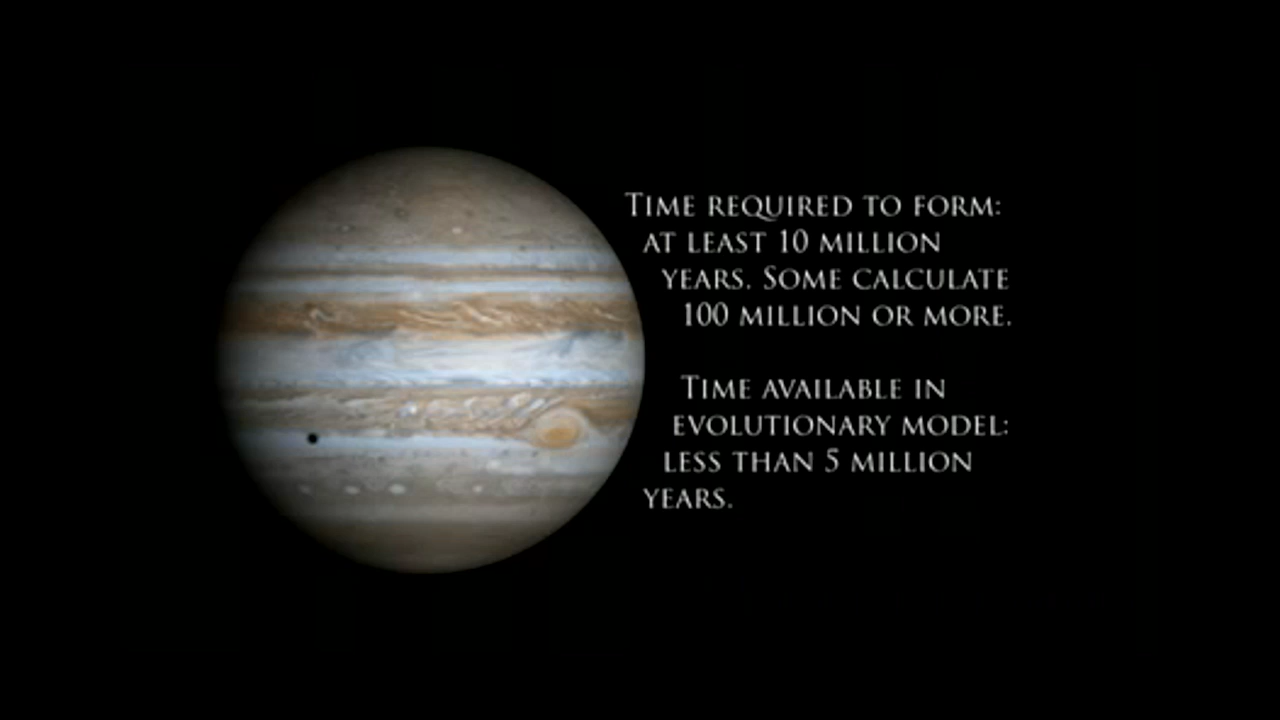 Time required to form:
at least 10 million
years. Some calculate
100 million or more.
Time available in
evolutionary model:
less than 5 million
years.